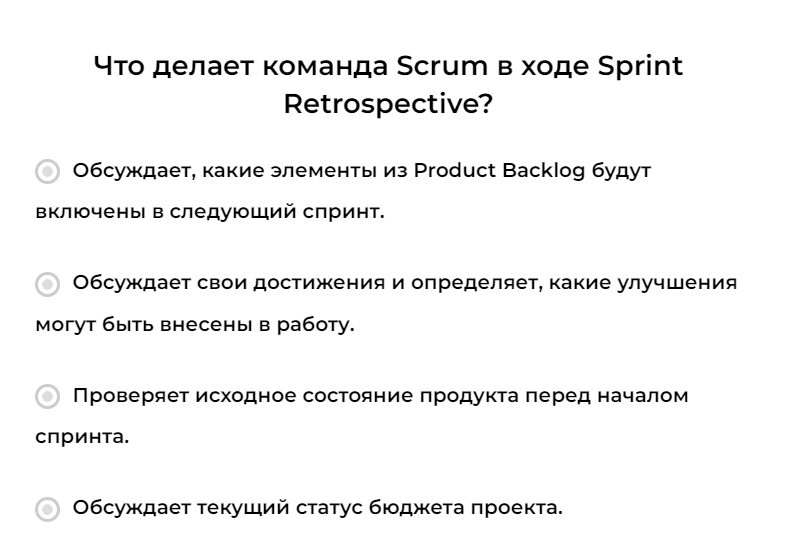 Что делает команда Scrum в ходе Sprint
Retrospective?
Обсуждает, какие элементы из Product Backlog будут
включены в следующий спринт.
Обсуждает свои достижения и определяет, какие улучшения
могут быть внесены в работу.
Проверяет исходное состояние продукта перед началом
спринта.
Обсуждает текущий статус бюджета проекта.